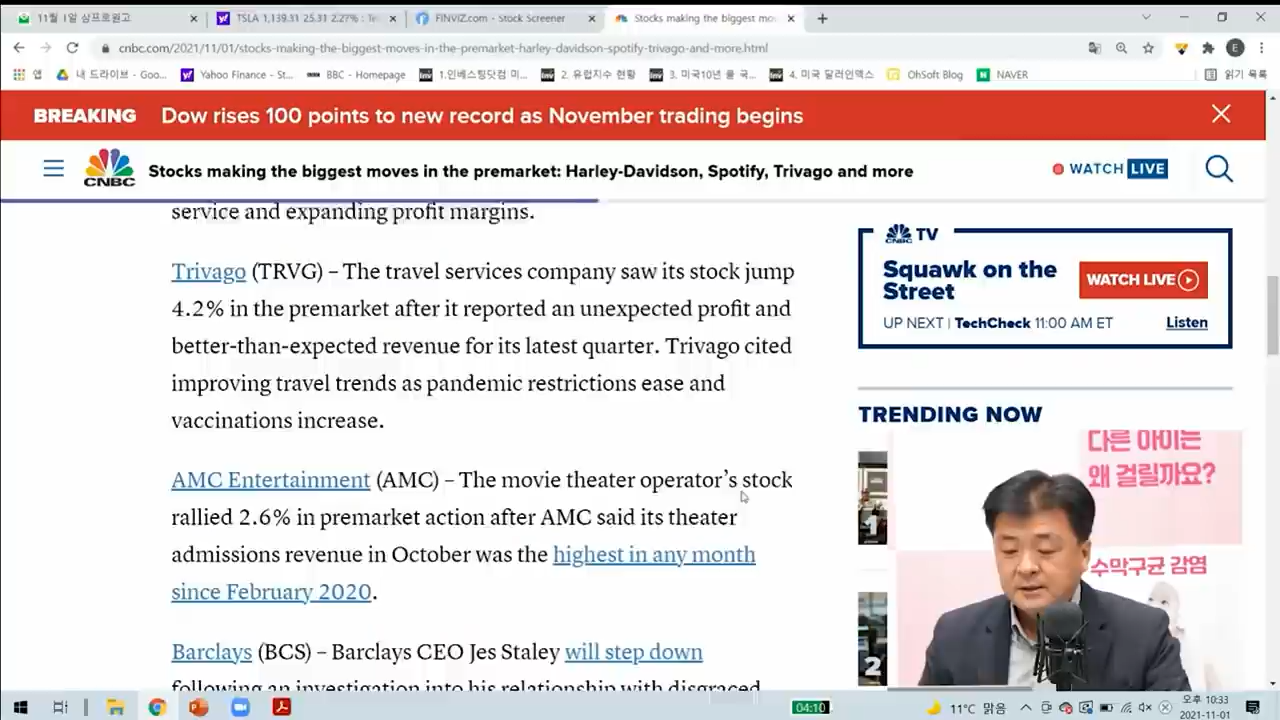 11월 1일 삼프로원고
TSLA 1,139.31 25.31 2.27% : Te
FINVIZ.com - Stock Screener
Stocks making the biggest mo
cnbc.com/2021/11/01/stocks-making-the-biggest-moves-in-the-premarket-harley-davidson-spotify-trivago-and-more.html
E
앱
내 드라이브 - Goo...
Yahoo Finance - St...
BBC - Homepage
1.인베스팅닷컴 미...
2. 유럽지수 현황
3. 미국10년 물 국...
4. 미국 달러인덱스
OhSoft Blog
NAVER
읽기 목록
BREAKING Dow rises 100 points to new record as November trading begins
CNBC
Stocks making the biggest moves in the premarket: Harley-Davidson, Spotify, Trivago and more
WATCH LIVE
service and expanding profit margins.
Trivago (TRVG) – The travel services company saw its stock jump
4.2% in the premarket after it reported an unexpected profit and
better-than-expected revenue for its latest quarter. Trivago cited
improving travel trends as pandemic restrictions ease and
vaccinations increase.
AMC Entertainment (AMC) – The movie theater operator’s stock
rallied 2.6% in premarket action after AMC said its theater
admissions revenue in October was the highest in any month
since February 2020.
Barclays (BCS) – Barclays CEO Jes Staley will step down
following an investigation into his relationship with disgraced
CNBC TV
Squawk on the
Street
WATCH LIVE
UP NEXT | TechCheck 11:00 AM ET
Listen
TRENDING NOW
1
2
다른 아이는
왜 걸릴까요?
수막구균 감염
04:10
11°C 맑음
오후 10:33
2021-11-01